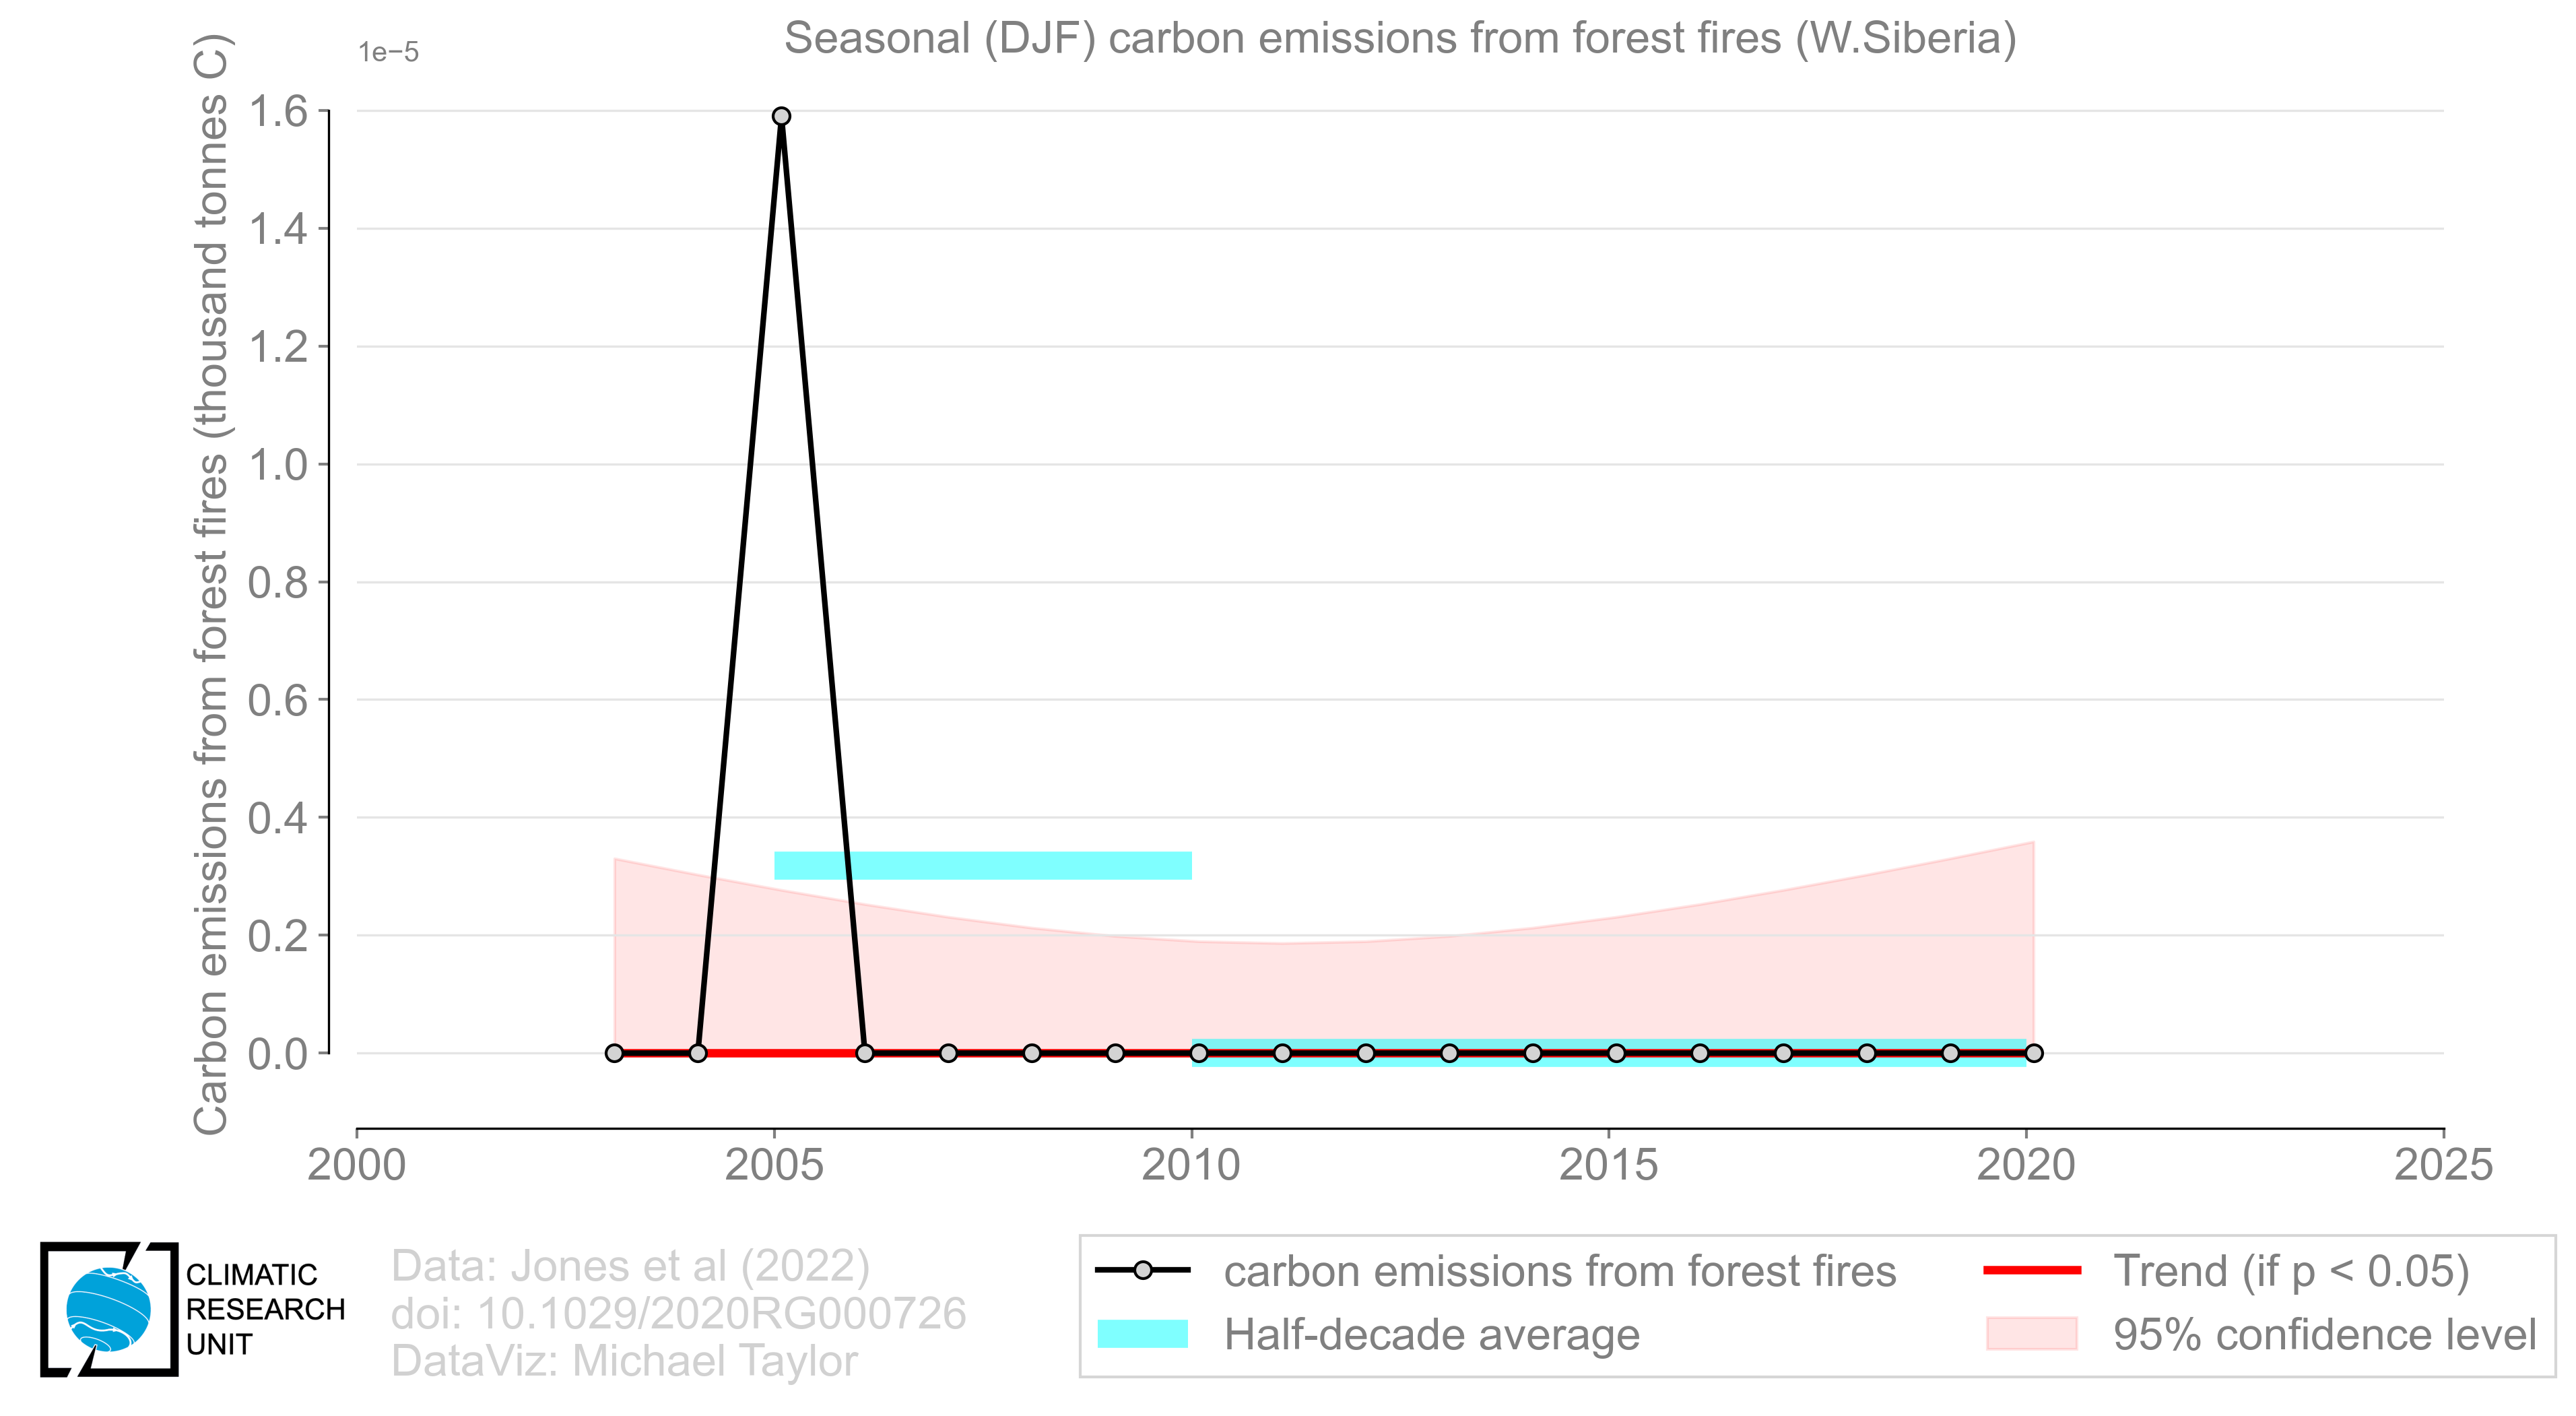 Seasonal (DJF) carbon emissions from forest fires (W.Siberia)
1e−5
Carbon emissions from forest fires (thousand tonnes C)
1.6
1.4
1.2
1.0
0.8
0.6
0.4
0.2
0.0
2000 2005 2010 2015 2020 2025
CLIMATIC
RESEARCH
UNIT
Data: Jones et al (2022)
doi: 10.1029/2020RG000726
DataViz: Michael Taylor
carbon emissions from forest fires
Half-decade average
Trend (if p < 0.05)
95% confidence level